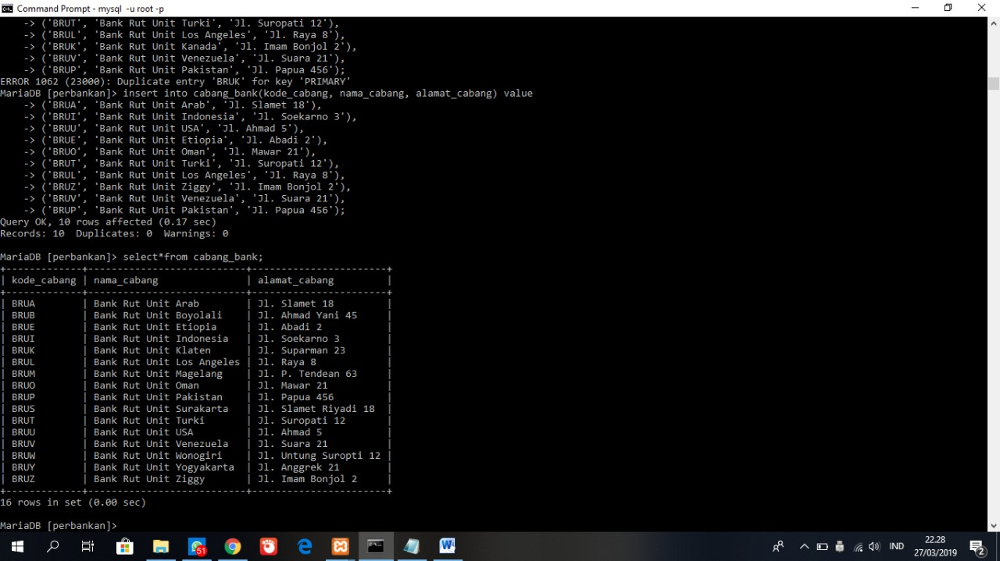 Command Prompt - mysql -u root -p
-> ('BRUT', 'Bank Rut Unit Turki', 'Jl. Suropati 12'),
-> ('BRUL', 'Bank Rut Unit Los Angeles', 'Jl. Raya 8'),
-> ('BRUK', 'Bank Rut Unit Kanada', 'Jl. Imam Bonjol 2'),
-> ('BRUV', 'Bank Rut Unit Venezuela', 'Jl. Suara 21'),
-> ('BRUP', 'Bank Rut Unit Pakistan', 'Jl. Papua 456');
ERROR 1062 (23000): Duplicate entry 'BRUK' for key 'PRIMARY'
MariaDB [perbankan]> insert into cabang_bank(kode_cabang, nama_cabang, alamat_cabang) value
-> ('BRUA', 'Bank Rut Unit Arab', 'Jl. Slamet 18'),
-> ('BRUI', 'Bank Rut Unit Indonesia', 'Jl. Soekarno 3'),
-> ('BRUU', 'Bank Rut Unit USA', 'Jl. Ahmad 5'),
-> ('BRUE', 'Bank Rut Unit Etiopia', 'Jl. Abadi 2'),
-> ('BRUO', 'Bank Rut Unit Oman', 'Jl. Mawar 21'),
-> ('BRUT', 'Bank Rut Unit Turki', 'Jl. Suropati 12'),
-> ('BRUL', 'Bank Rut Unit Los Angeles', 'Jl. Raya 8'),
-> ('BRUZ', 'Bank Rut Unit Ziggy', 'Jl. Imam Bonjol 2'),
-> ('BRUV', 'Bank Rut Unit Venezuela', 'Jl. Suara 21'),
-> ('BRUP', 'Bank Rut Unit Pakistan', 'Jl. Papua 456');
Query OK, 10 rows affected (0.17 sec)
Records: 10  Duplicates: 0  Warnings: 0
MariaDB [perbankan]> select*from cabang_bank;
+-------------+---------------------------+-----------------------+
| kode_cabang | nama_cabang               | alamat_cabang         |
+-------------+---------------------------+-----------------------+
| BRUA        | Bank Rut Unit Arab        | Jl. Slamet 18         |
| BRUB        | Bank Rut Unit Boyolali    | Jl. Ahmad Yani 45     |
| BRUE        | Bank Rut Unit Etiopia     | Jl. Abadi 2           |
| BRUI        | Bank Rut Unit Indonesia   | Jl. Soekarno 3        |
| BRUK        | Bank Rut Unit Klaten      | Jl. Suparman 23       |
| BRUL        | Bank Rut Unit Los Angeles | Jl. Raya 8            |
| BRUM        | Bank Rut Unit Magelang    | Jl. P. Tendean 63     |
| BRUO        | Bank Rut Unit Oman        | Jl. Mawar 21          |
| BRUP        | Bank Rut Unit Pakistan    | Jl. Papua 456         |
| BRUS        | Bank Rut Unit Surakarta   | Jl. Slamet Riyadi 18  |
| BRUT        | Bank Rut Unit Turki       | Jl. Suropati 12       |
| BRUU        | Bank Rut Unit USA         | Jl. Ahmad 5           |
| BRUV        | Bank Rut Unit Venezuela   | Jl. Suara 21          |
| BRUW        | Bank Rut Unit Wonogiri    | Jl. Untung Suropti 12 |
| BRUY        | Bank Rut Unit Yogyakarta  | Jl. Anggrek 21        |
| BRUZ        | Bank Rut Unit Ziggy       | Jl. Imam Bonjol 2     |
+-------------+---------------------------+-----------------------+
16 rows in set (0.00 sec)
MariaDB [perbankan]>
51
IND
22.28
27/03/2019
2